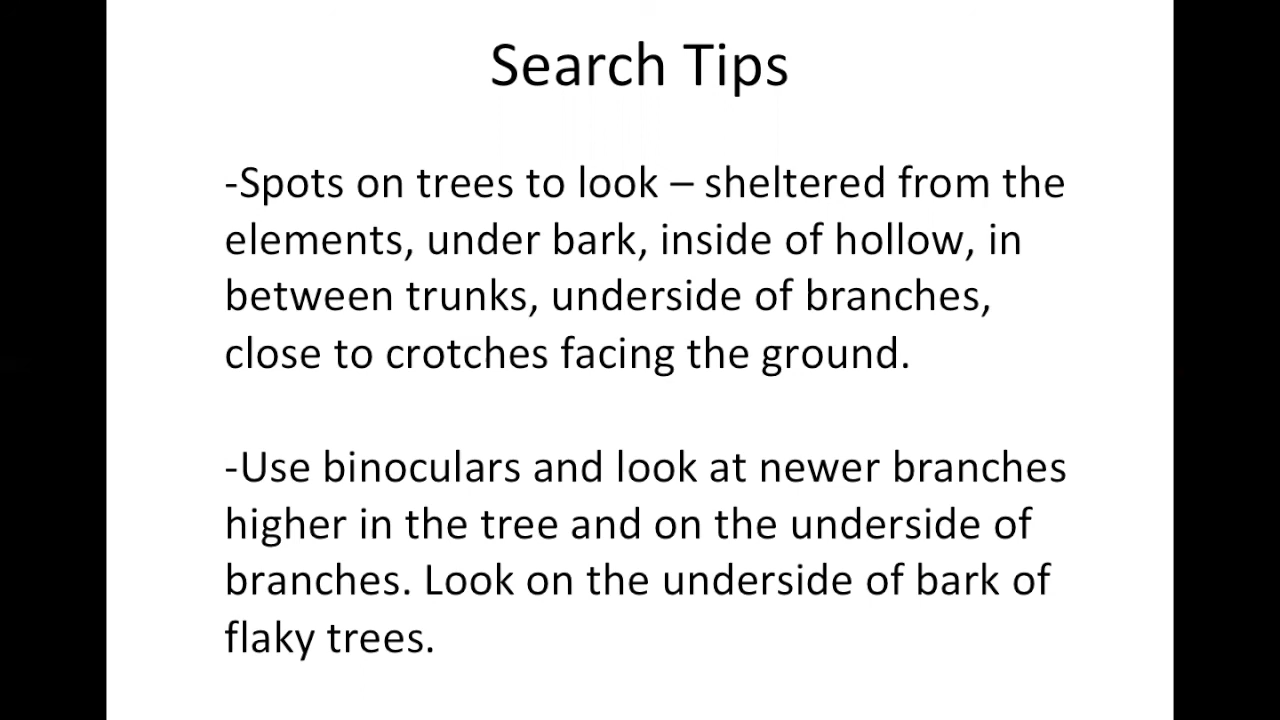 Search Tips
-Spots on trees to look – sheltered from the
elements, under bark, inside of hollow, in
between trunks, underside of branches,
close to crotches facing the ground.
-Use binoculars and look at newer branches
higher in the tree and on the underside of
branches. Look on the underside of bark of
flaky trees.